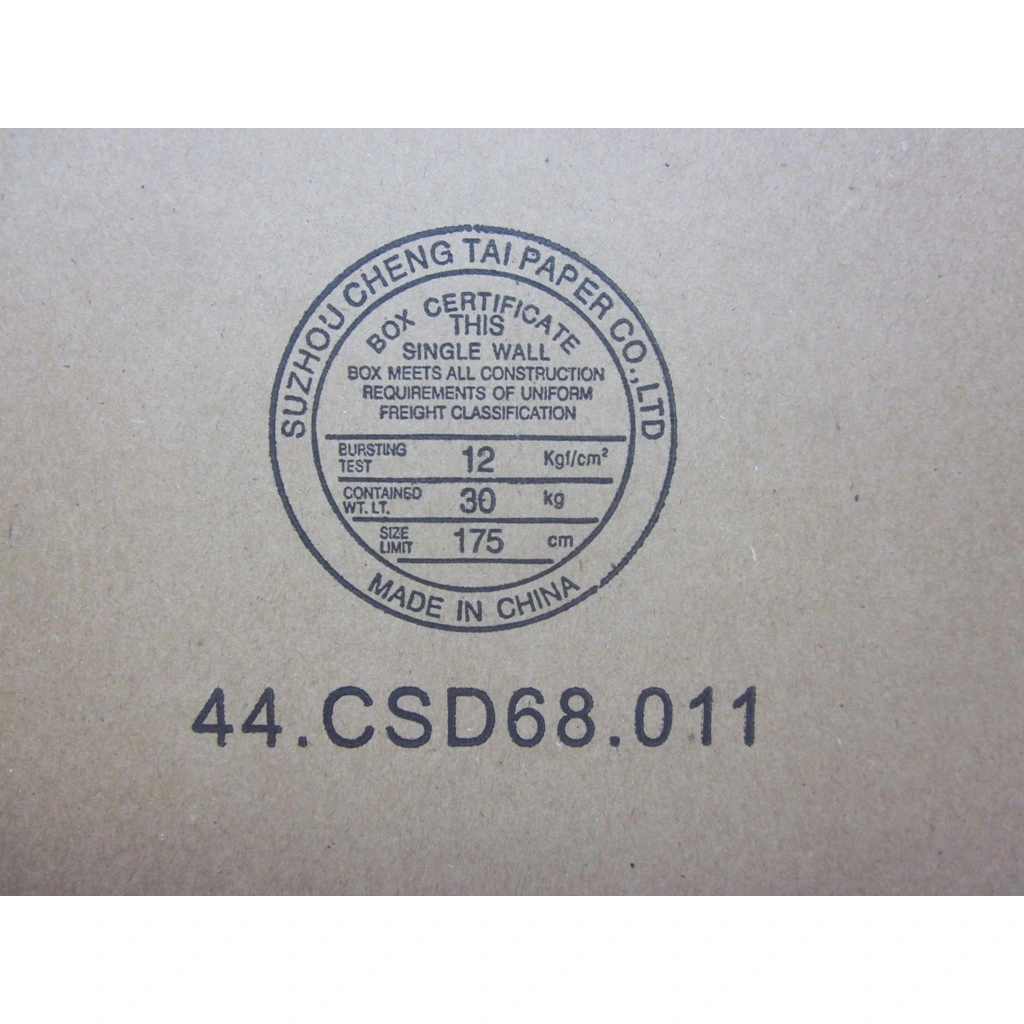 SUZHOU CHENG TAI PAPER CO.,LTD
BOX CERTIFICATE
THIS
SINGLE WALL
BOX MEETS ALL CONSTRUCTION
REQUIREMENTS OF UNIFORM
FREIGHT CLASSIFICATION
BURSTING TEST 12 Kgf/cm²
CONTAINED WT. LT. 30 kg
SIZE LIMIT 175 cm
MADE IN CHINA
44.CSD68.011